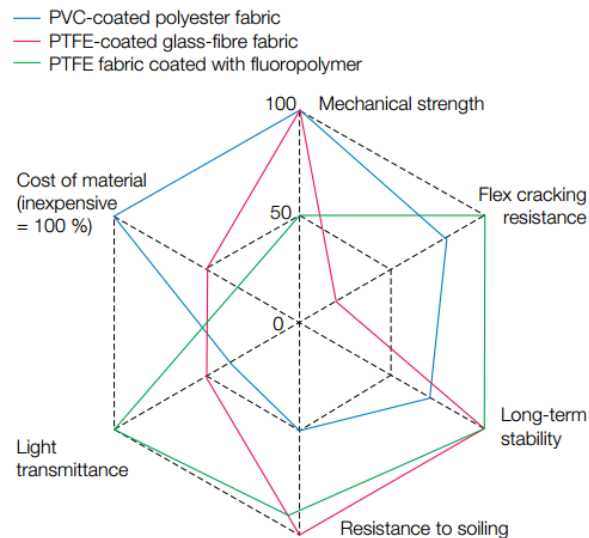 PVC-coated polyester fabric
PTFE-coated glass-fibre fabric
PTFE fabric coated with fluoropolymer
100 Mechanical strength
Cost of material
(inexpensive
= 100 %)
Flex cracking
resistance
50
0
Long-term
stability
Light
transmittance
Resistance to soiling